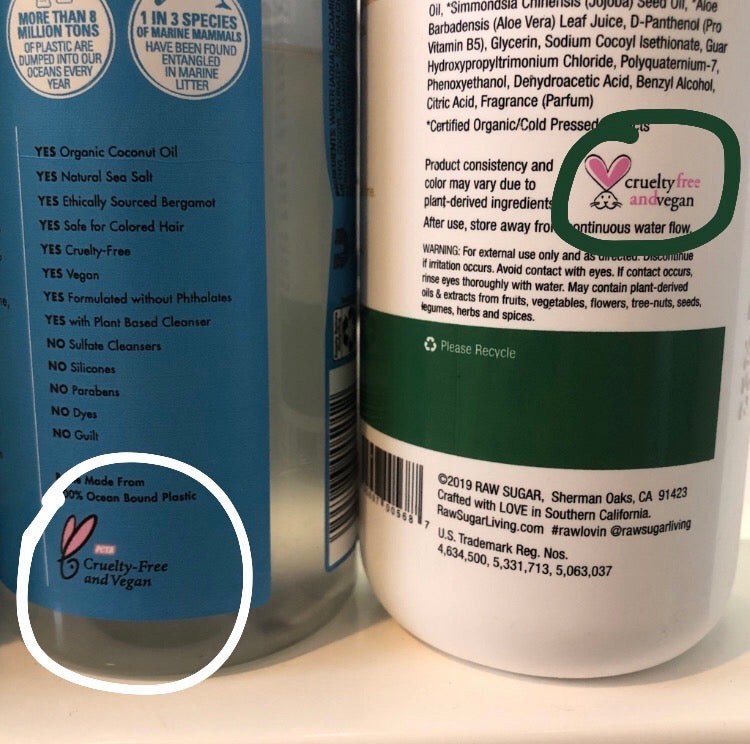 MORE THAN 8
MILLION TONS
OF PLASTIC ARE
DUMPED INTO OUR
OCEANS EVERY
YEAR
1 IN 3 SPECIES
OF MARINE MAMMALS
HAVE BEEN FOUND
ENTANGLED
IN MARINE
LITTER
YES Organic Coconut Oil
YES Natural Sea Salt
YES Ethically Sourced Bergamot
YES Safe for Colored Hair
YES Cruelty-Free
YES Vegan
YES Formulated without Phthalates
YES with Plant Based Cleanser
NO Sulfate Cleansers
NO Silicones
NO Parabens
NO Dyes
NO Guilt
Made From
00% Ocean Bound Plastic
PETA
Cruelty-Free
and Vegan
Oil, *Simmondsia Chinensis (Jojoba) Seed Oil, *Aloe
Barbadensis (Aloe Vera) Leaf Juice, D-Panthenol (Pro
Vitamin B5), Glycerin, Sodium Cocoyl Isethionate, Guar
Hydroxypropyltrimonium Chloride, Polyquaternium-7,
Phenoxyethanol, Dehydroacetic Acid, Benzyl Alcohol,
Citric Acid, Fragrance (Parfum)
*Certified Organic/Cold Pressed
Product consistency and
color may vary due to
plant-derived ingredients
crueltyfree
andvegan
After use, store away from continuous water flow.
WARNING: For external use only and as directed. Discontinue
if irritation occurs. Avoid contact with eyes. If contact occurs,
rinse eyes thoroughly with water. May contain plant-derived
oils & extracts from fruits, vegetables, flowers, tree-nuts, seeds,
legumes, herbs and spices.
Please Recycle
©2019 RAW SUGAR, Sherman Oaks, CA 91423
Crafted with LOVE in Southern California.
RawSugarLiving.com #rawlovin @rawsugarliving
U.S. Trademark Reg. Nos.
4,634,500, 5,331,713, 5,063,037